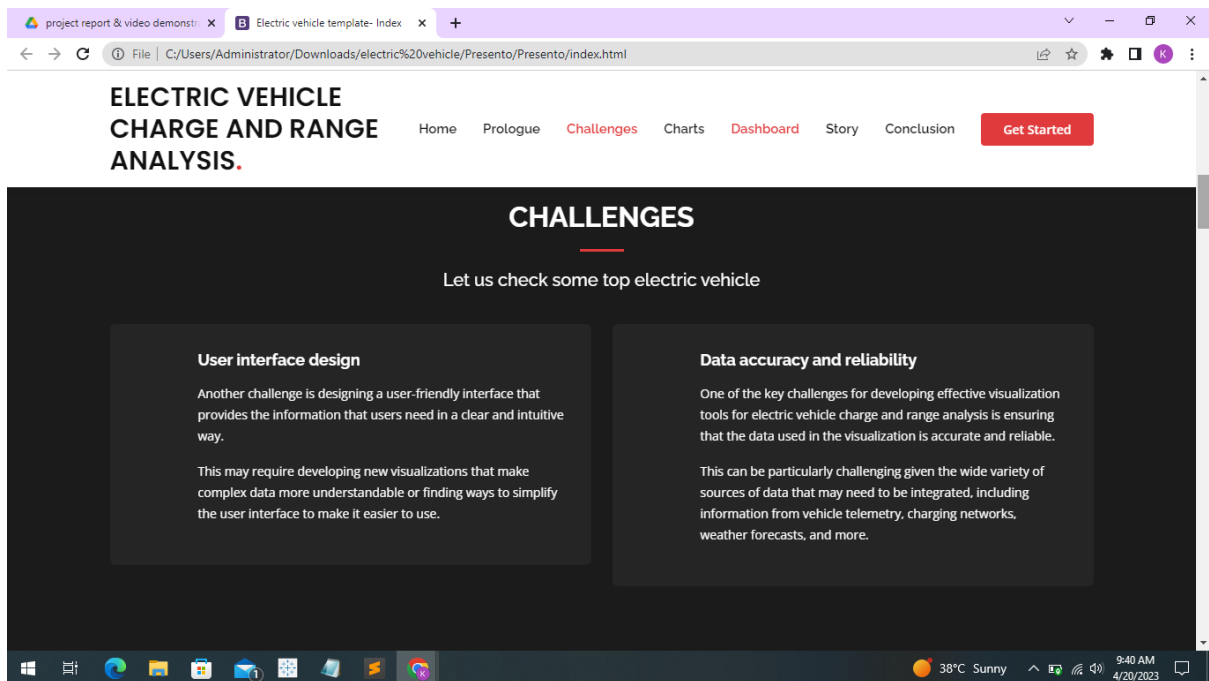 project report & video demonstr
Electric vehicle template- Index
File | C:/Users/Administrator/Downloads/electric%20vehicle/Presento/Presento/index.html
K
ELECTRIC VEHICLE
CHARGE AND RANGE
ANALYSIS.
Home Prologue Challenges Charts Dashboard Story Conclusion Get Started
CHALLENGES
Let us check some top electric vehicle
User interface design
Another challenge is designing a user-friendly interface that
provides the information that users need in a clear and intuitive
way.
This may require developing new visualizations that make
complex data more understandable or finding ways to simplify
the user interface to make it easier to use.
Data accuracy and reliability
One of the key challenges for developing effective visualization
tools for electric vehicle charge and range analysis is ensuring
that the data used in the visualization is accurate and reliable.
This can be particularly challenging given the wide variety of
sources of data that may need to be integrated, including
information from vehicle telemetry, charging networks,
weather forecasts, and more.
38°C Sunny
9:40 AM
4/20/2023